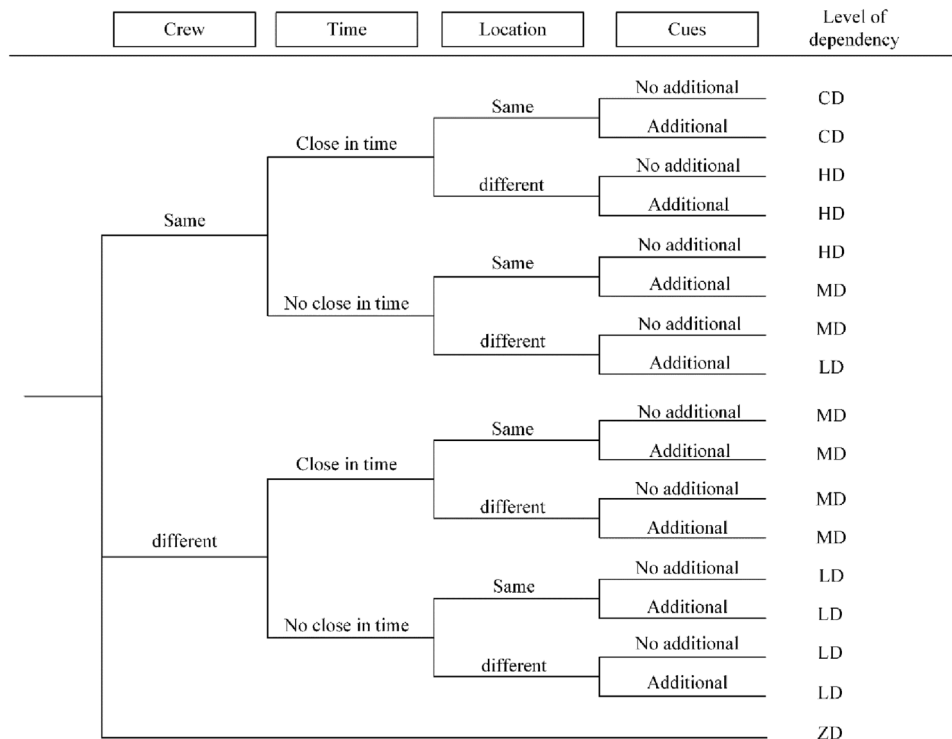 Crew Time Location Cues Level of
dependency
No additional CD
Same
Additional CD
Close in time
No additional HD
different
Additional HD
Same
No additional HD
Same
Additional MD
No close in time
No additional MD
different
Additional LD
No additional MD
Same
Additional MD
Close in time
No additional MD
different
Additional MD
different
No additional LD
Same
Additional LD
No close in time
No additional LD
different
Additional LD
ZD